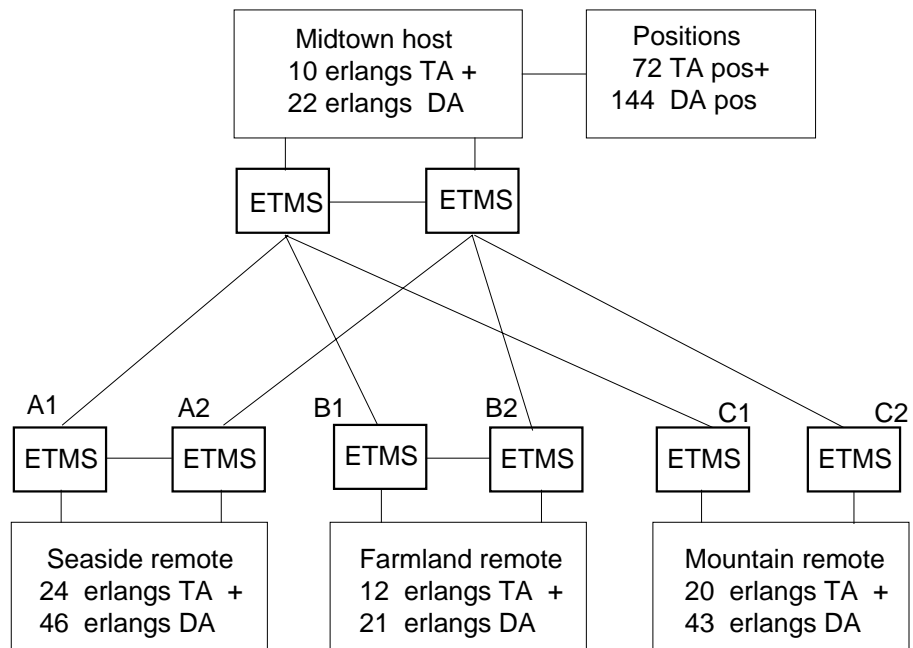 Midtown host
10 erlangs TA +
22 erlangs DA
Positions
72 TA pos+
144 DA pos
ETMS
ETMS
A1
A2
B1
B2
C1
C2
ETMS
ETMS
ETMS
ETMS
ETMS
ETMS
Seaside remote
24 erlangs TA +
46 erlangs DA
Farmland remote
12 erlangs TA +
21 erlangs DA
Mountain remote
20 erlangs TA +
43 erlangs DA